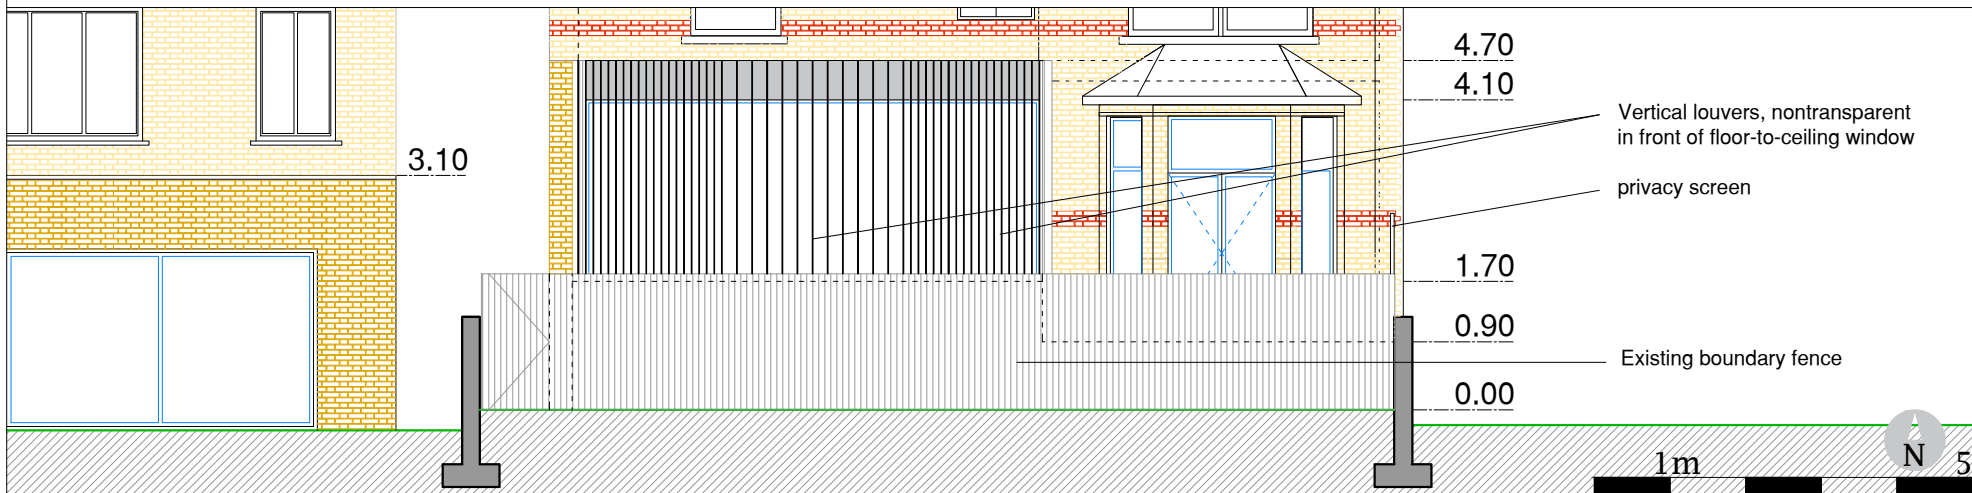 4.70
4.10
Vertical louvers, nontransparent
in front of floor-to-ceiling window
3.10
privacy screen
1.70
0.90
Existing boundary fence
0.00
N
1m
5